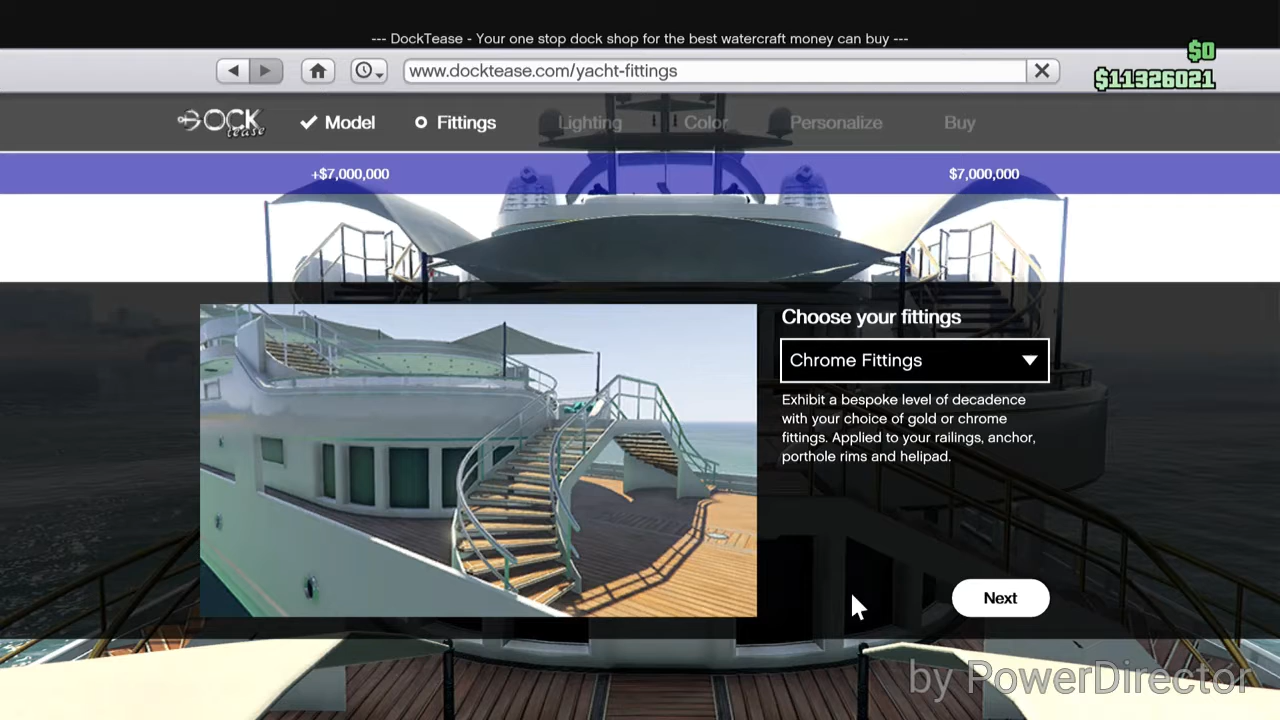 --- DockTease - Your one stop dock shop for the best watercraft money can buy ---
$0
www.docktease.com/yacht-fittings
$11326021
DOCK tease
Model
Fittings
Lighting
Color
Personalize
Buy
+$7,000,000
$7,000,000
Choose your fittings
Chrome Fittings
Exhibit a bespoke level of decadence
with your choice of gold or chrome
fittings. Applied to your railings, anchor,
porthole rims and helipad.
Next
by PowerDirector